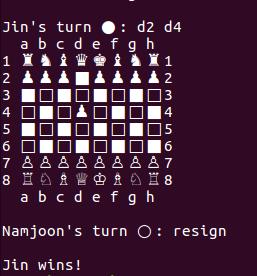 Jin's turn ⚫: d2 d4
a b c d e f g h
1 ♜ ♞ ♝ ♛ ♚ ♝ ♞ ♜ 1
2 ♟ ♟ ♟ ■ ♟ ♟ ♟ ♟ 2
3 ■ □ ■ □ ■ □ ■ □ 3
4 □ ■ □ ♟ □ ■ □ ■ 4
5 ■ □ ■ □ ■ □ ■ □ 5
6 □ ■ □ ■ □ ■ □ ■ 6
7 ♙ ♙ ♙ ♙ ♙ ♙ ♙ ♙ 7
8 ♖ ♘ ♗ ♕ ♔ ♗ ♘ ♖ 8
a b c d e f g h
Namjoon's turn ⚪: resign
Jin wins!